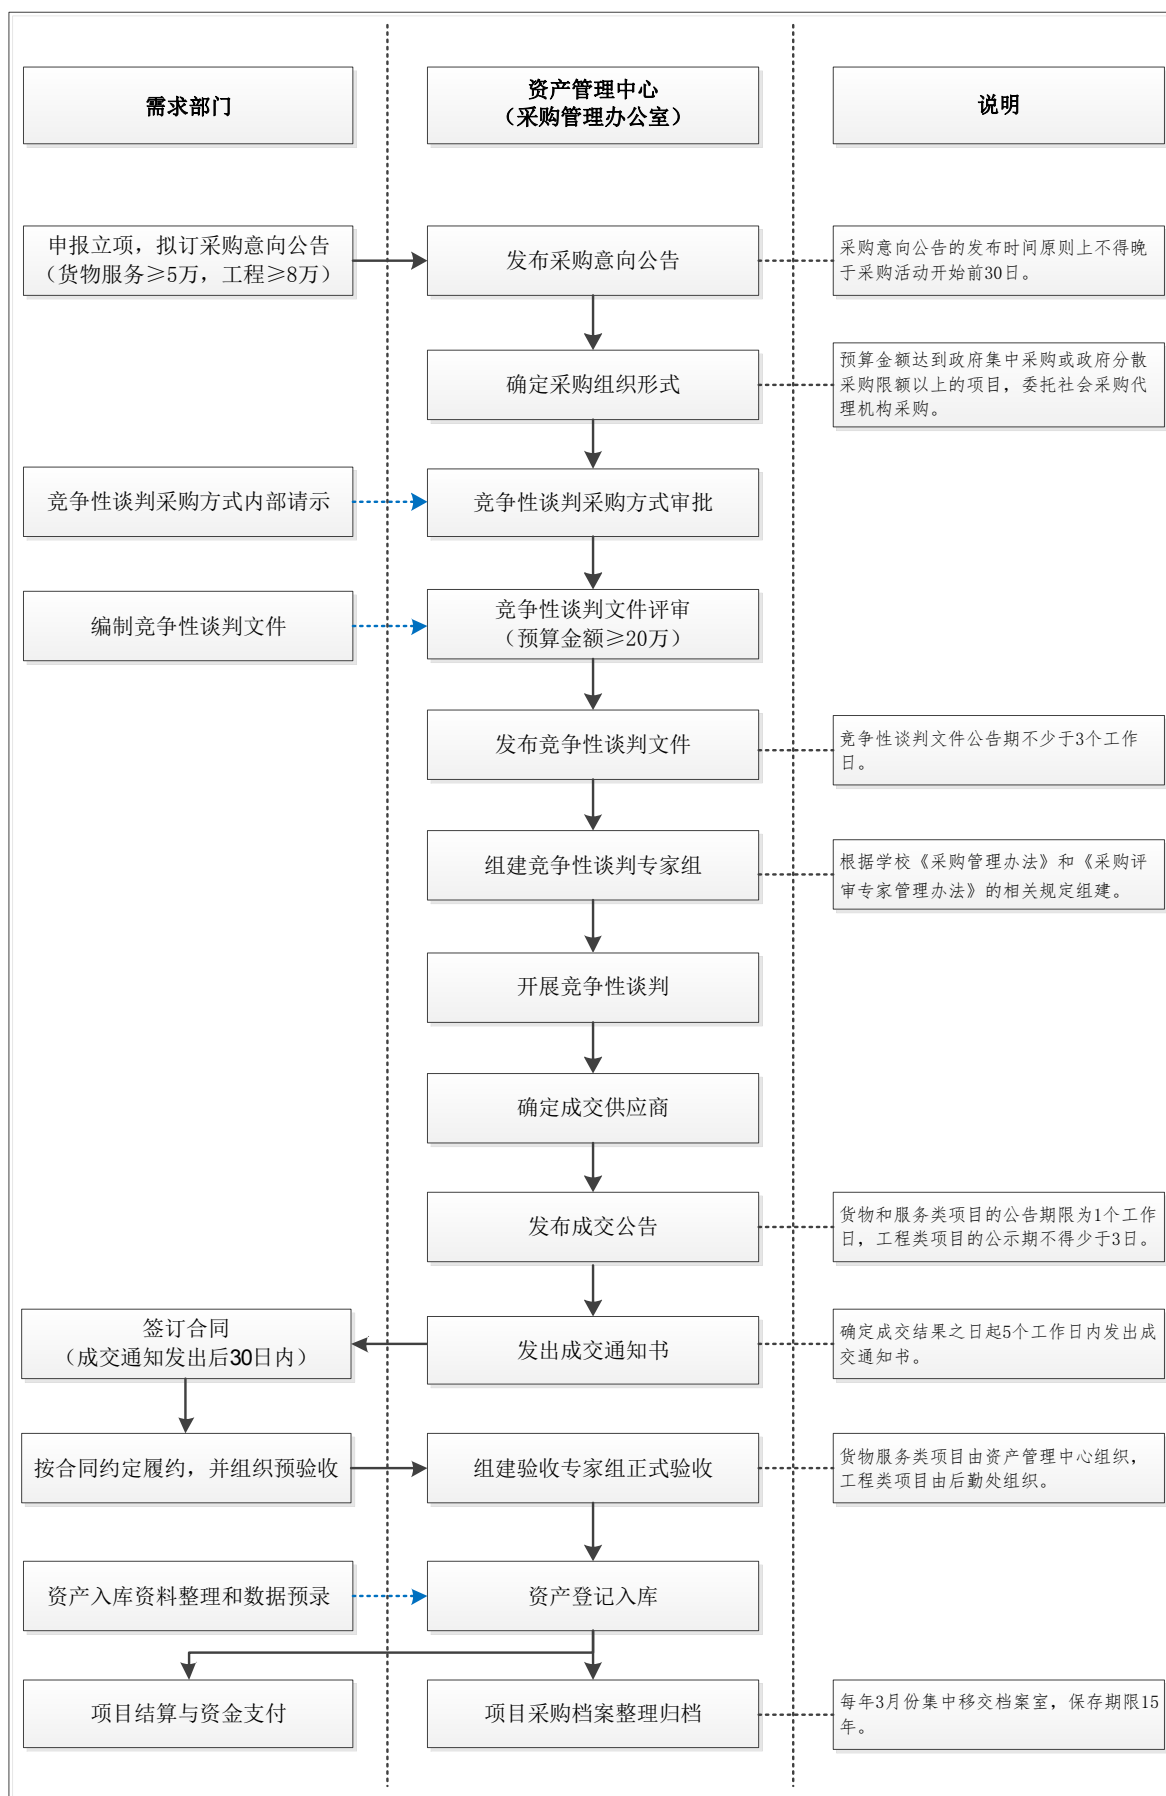 需求部门
资产管理中心
（采购管理办公室）
说明
申报立项，拟订采购意向公告
（货物服务≥5万，工程≥8万）
发布采购意向公告
采购意向公告的发布时间原则上不得晚
于采购活动开始前30日。
确定采购组织形式
预算金额达到政府集中采购或政府分散
采购限额以上的项目，委托社会采购代
理机构采购。
竞争性谈判采购方式内部请示
竞争性谈判采购方式审批
编制竞争性谈判文件
竞争性谈判文件评审
（预算金额≥20万）
发布竞争性谈判文件
竞争性谈判文件公告期不少于3个工作
日。
组建竞争性谈判专家组
根据学校《采购管理办法》和《采购评
审专家管理办法》的相关规定组建。
开展竞争性谈判
确定成交供应商
发布成交公告
货物和服务类项目的公告期限为1个工作
日，工程类项目的公示期不得少于3日。
签订合同
（成交通知发出后30日内）
发出成交通知书
确定成交结果之日起5个工作日内发出成
交通知书。
按合同约定履约，并组织预验收
组建验收专家组正式验收
货物服务类项目由资产管理中心组织，
工程类项目由后勤处组织。
资产入库资料整理和数据预录
资产登记入库
项目结算与资金支付
项目采购档案整理归档
每年3月份集中移交档案室，保存期限15
年。